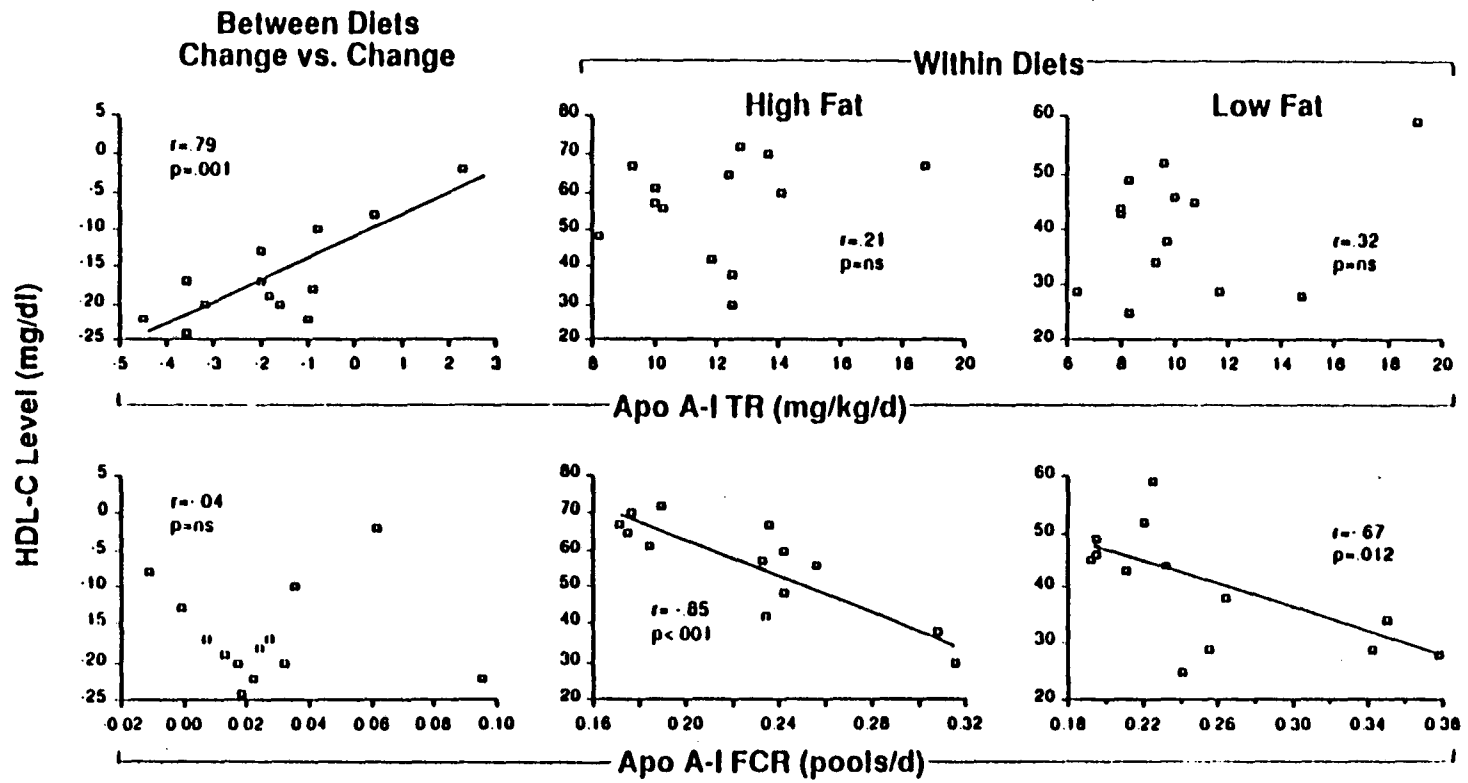 Between Diets
Change vs. Change
Within Diets
High Fat
Low Fat
HDL-C Level (mg/dl)
5
0
-5
-10
-15
-20
-25
r=.79
p=.001
-5 -4 -3 -2 -1 0 1 2 3
80
70
60
50
40
30
20
r=.21
p=ns
8 10 12 14 16 18 20
60
50
40
30
20
r=.32
p=ns
6 8 10 12 14 16 18 20
Apo A-I TR (mg/kg/d)
5
0
-5
-10
15
-20
-25
r=-.04
p=ns
-0.02 0.00 0.02 0.04 0.06 0.08 0.10
80
70
60
50
40
30
20
r= -.85
p<.001
0.16 0.20 0.24 0.28 0.32
60
50
40
30
20
r=-.67
p=.012
0.18 0.22 0.26 0.30 0.34 0.38
Apo A-I FCR (pools/d)